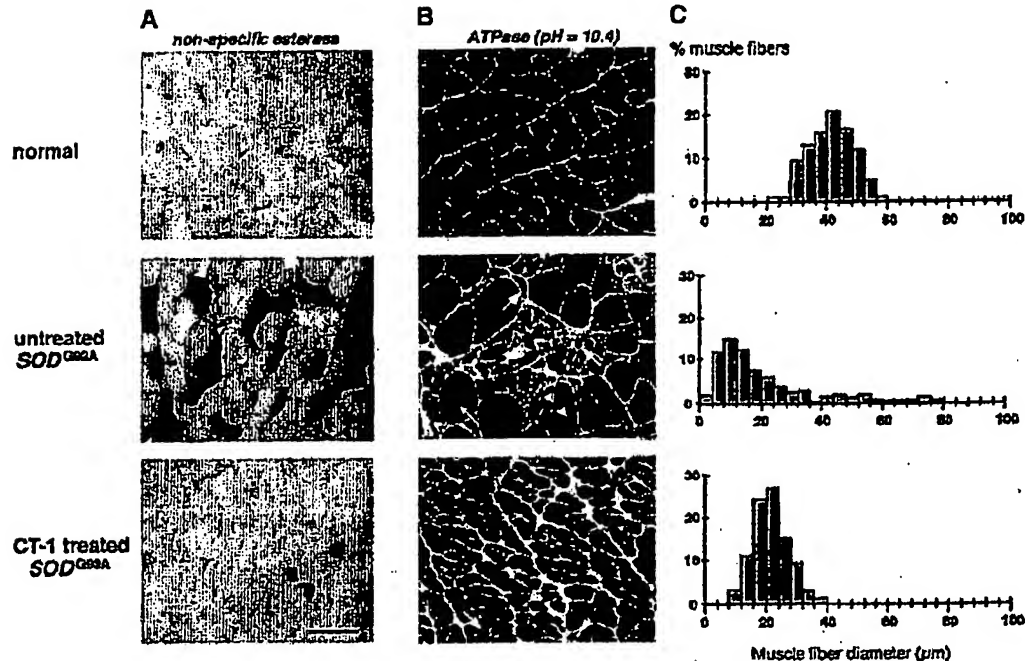 A
non-specific esterase
B
ATPase (pH = 10.4)
C
% muscle fibers
normal
30
20
10
0
0 20 40 60 80 100
untreated
SODG93A
30
20
10
0
0 20 40 60 80 100
CT-1 treated
SODG93A
30
20
10
0
0 20 40 60 80 100
Muscle fiber diameter (µm)